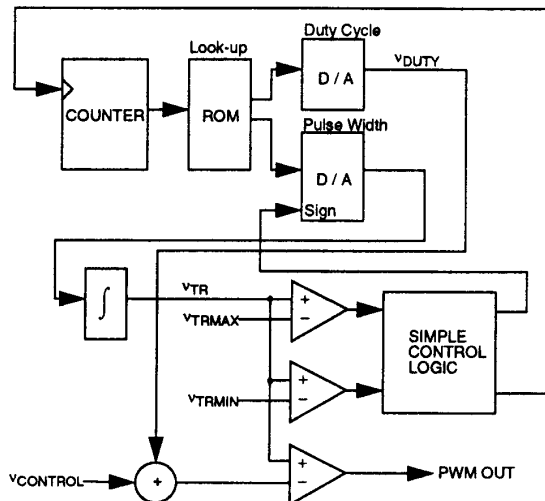 Duty Cycle
Look-up
D / A
vDUTY
COUNTER
ROM
Pulse Width
D / A
Sign
∫
vTR
+
−
vTRMAX
SIMPLE
CONTROL
LOGIC
+
−
vTRMIN
+
−
vCONTROL
+
PWM OUT